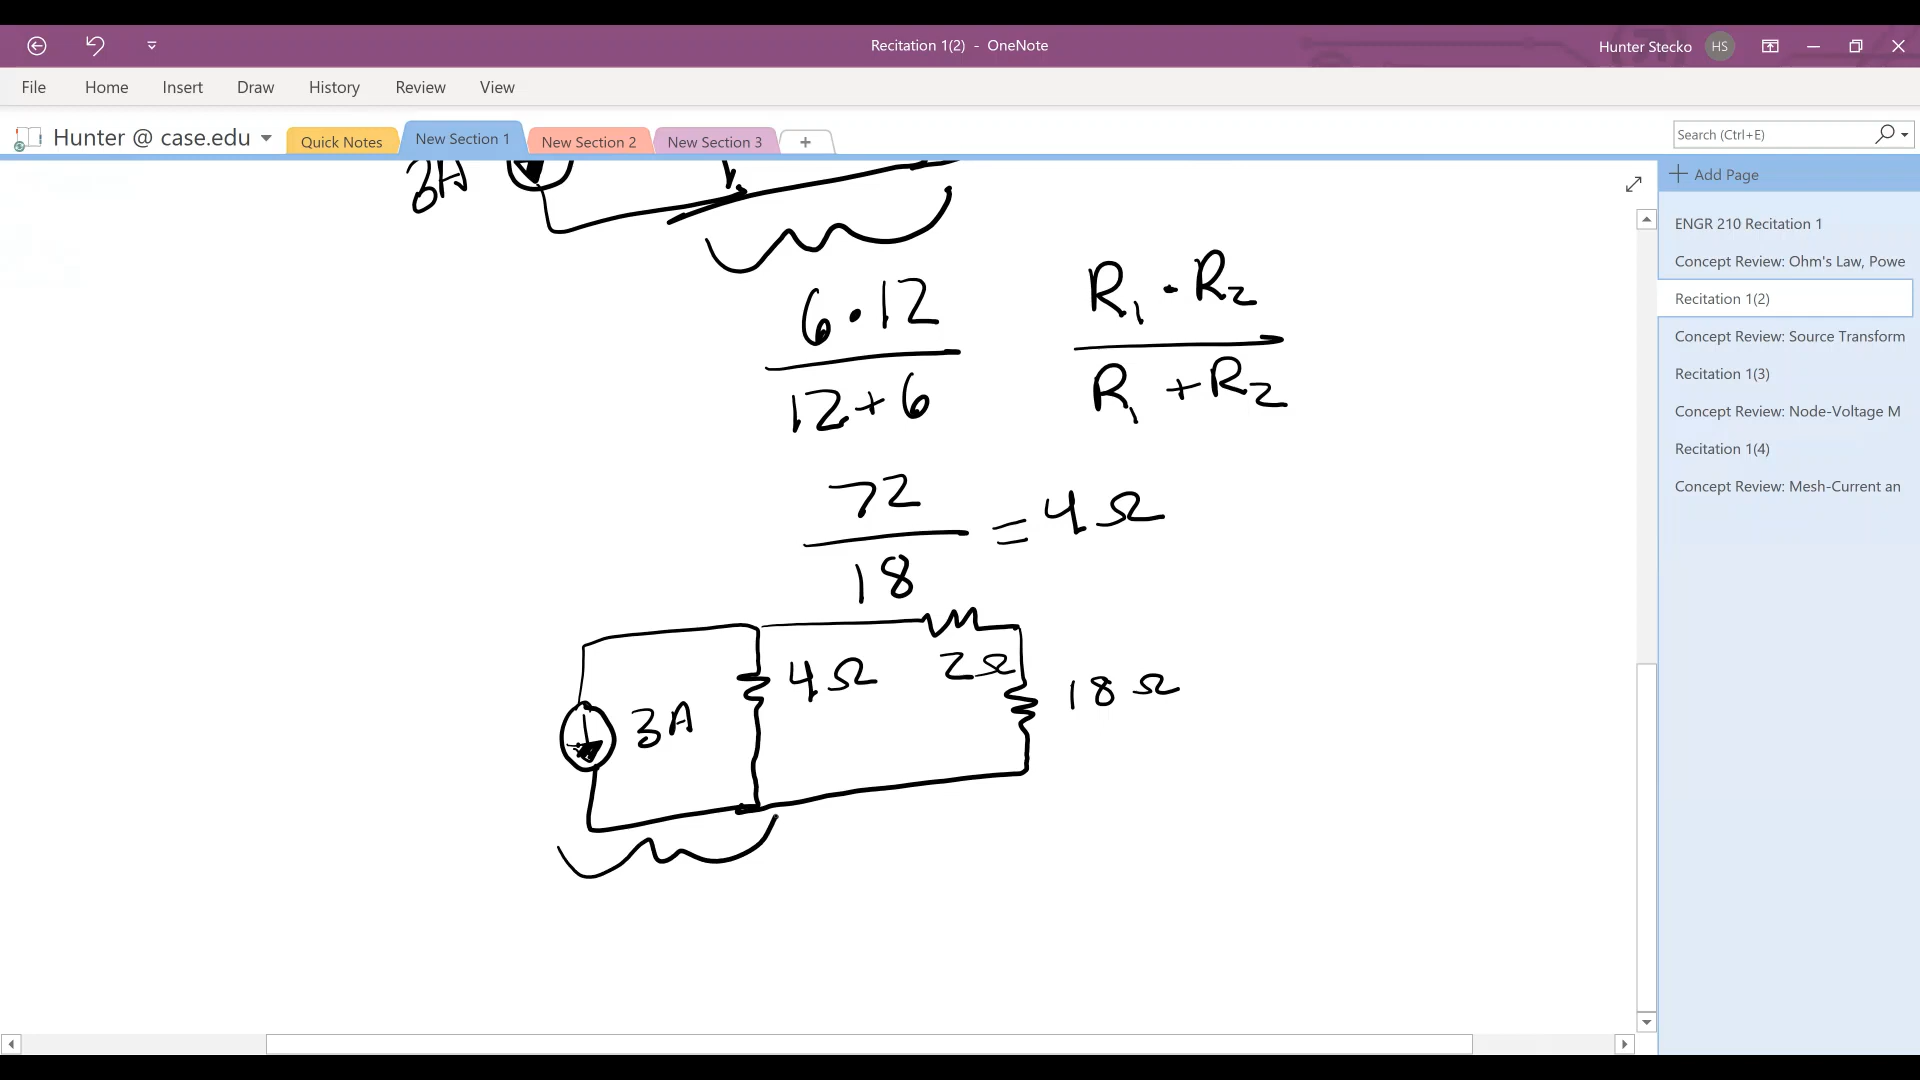 Recitation 1(2) - OneNote
Hunter Stecko HS
File Home Insert Draw History Review View
Hunter @ case.edu Quick Notes New Section 1 New Section 2 New Section 3 +
Search (Ctrl+E)
Add Page
ENGR 210 Recitation 1
Concept Review: Ohm's Law, Powe
Recitation 1(2)
Concept Review: Source Transform
Recitation 1(3)
Concept Review: Node-Voltage M
Recitation 1(4)
Concept Review: Mesh-Current an
3A
6 • 12
12 + 6
R₁ • R₂
R₁ + R₂
72
18
= 4Ω
3A
4Ω
2Ω
18Ω